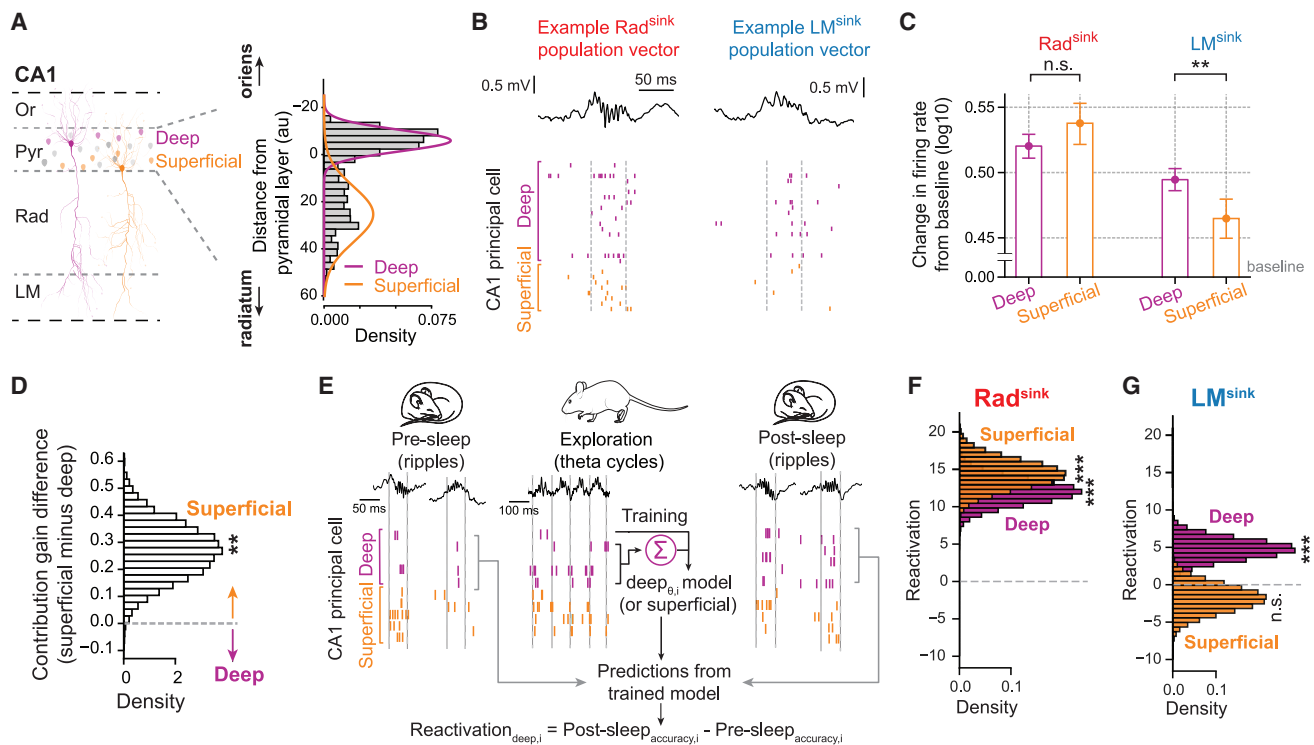 A
CA1
Or
Pyr
Rad
LM
Deep
Superficial
oriens
radiatum
Distance from
pyramidal layer (au)
−20
0
20
40
60
Deep
Superficial
0.000
0.075
Density
B
Example Rad^sink
population vector
Example LM^sink
population vector
0.5 mV
50 ms
0.5 mV
CA1 principal cell
Deep
Superficial
C
Rad^sink
n.s.
LM^sink
**
Change in firing rate
from baseline (log10)
0.55
0.50
0.45
0.00
baseline
Deep
Superficial
Deep
Superficial
D
Contribution gain difference
(superficial minus deep)
0.6
0.5
0.4
0.3
0.2
0.1
0.0
−0.1
Superficial
**
Deep
0
2
Density
E
Pre-sleep
(ripples)
Exploration
(theta cycles)
Post-sleep
(ripples)
50 ms
100 ms
CA1 principal cell
Deep
Superficial
Training
Σ
deep_θ,i model
(or superficial)
Predictions from
trained model
Reactivation_deep,i = Post-sleep_accuracy,i - Pre-sleep_accuracy,i
F
Rad^sink
Reactivation
20
15
10
5
0
−5
−10
Superficial
***
***
Deep
0.0
0.1
Density
G
LM^sink
Reactivation
20
15
10
5
0
−5
−10
Deep
***
n.s.
Superficial
0.0
0.1
Density